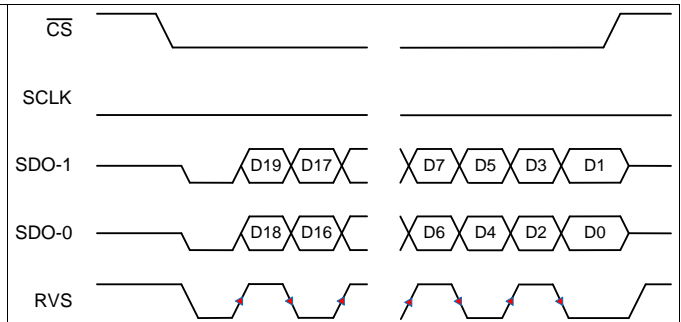 CS
SCLK
SDO-1 D19 D17 D7 D5 D3 D1
SDO-0 D18 D16 D6 D4 D2 D0
RVS